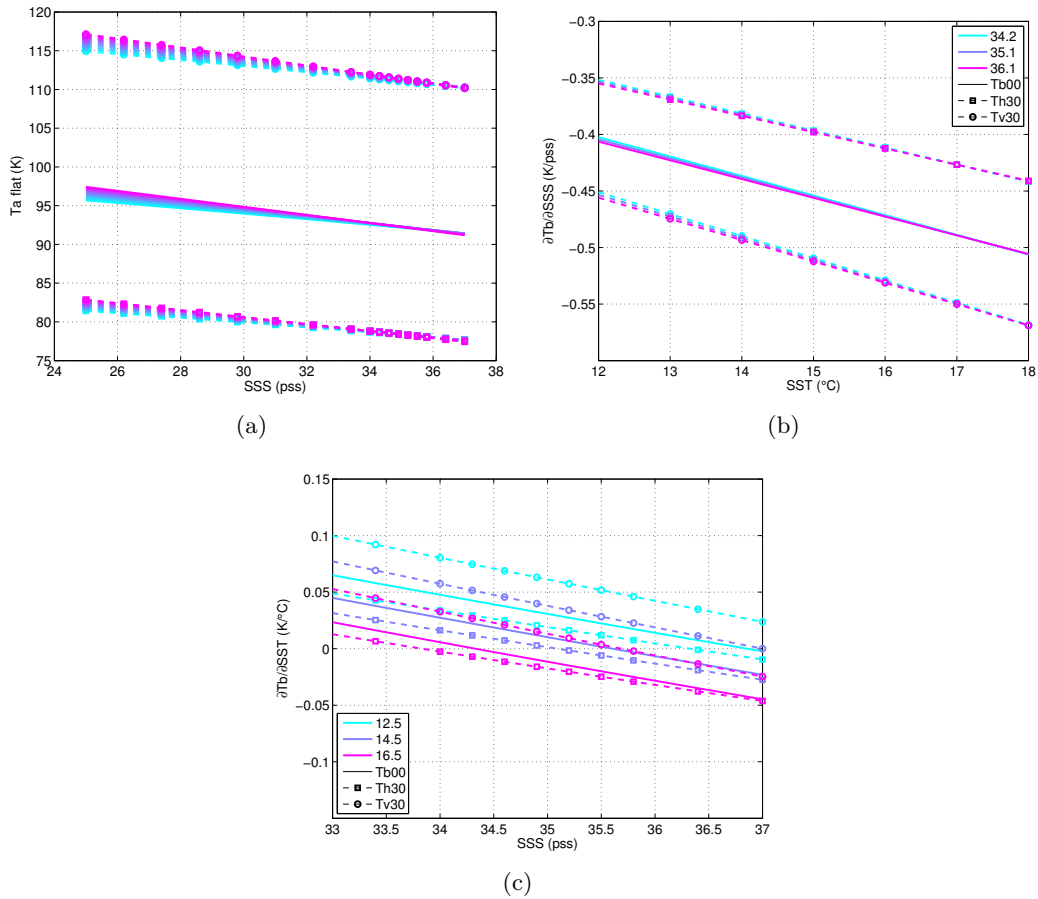 120
115
110
105
100
95
90
85
80
75
24 26 28 30 32 34 36 38
Ta flat (K)
SSS (pss)
(a)
−0.3
−0.35
−0.4
−0.45
−0.5
−0.55
12 13 14 15 16 17 18
∂Tb/∂SSS (K/pss)
SST (°C)
34.2
35.1
36.1
Tb00
Th30
Tv30
(b)
0.15
0.1
0.05
0
−0.05
−0.1
33 33.5 34 34.5 35 35.5 36 36.5 37
∂Tb/∂SST (K/°C)
SSS (pss)
12.5
14.5
16.5
Tb00
Th30
Tv30
(c)